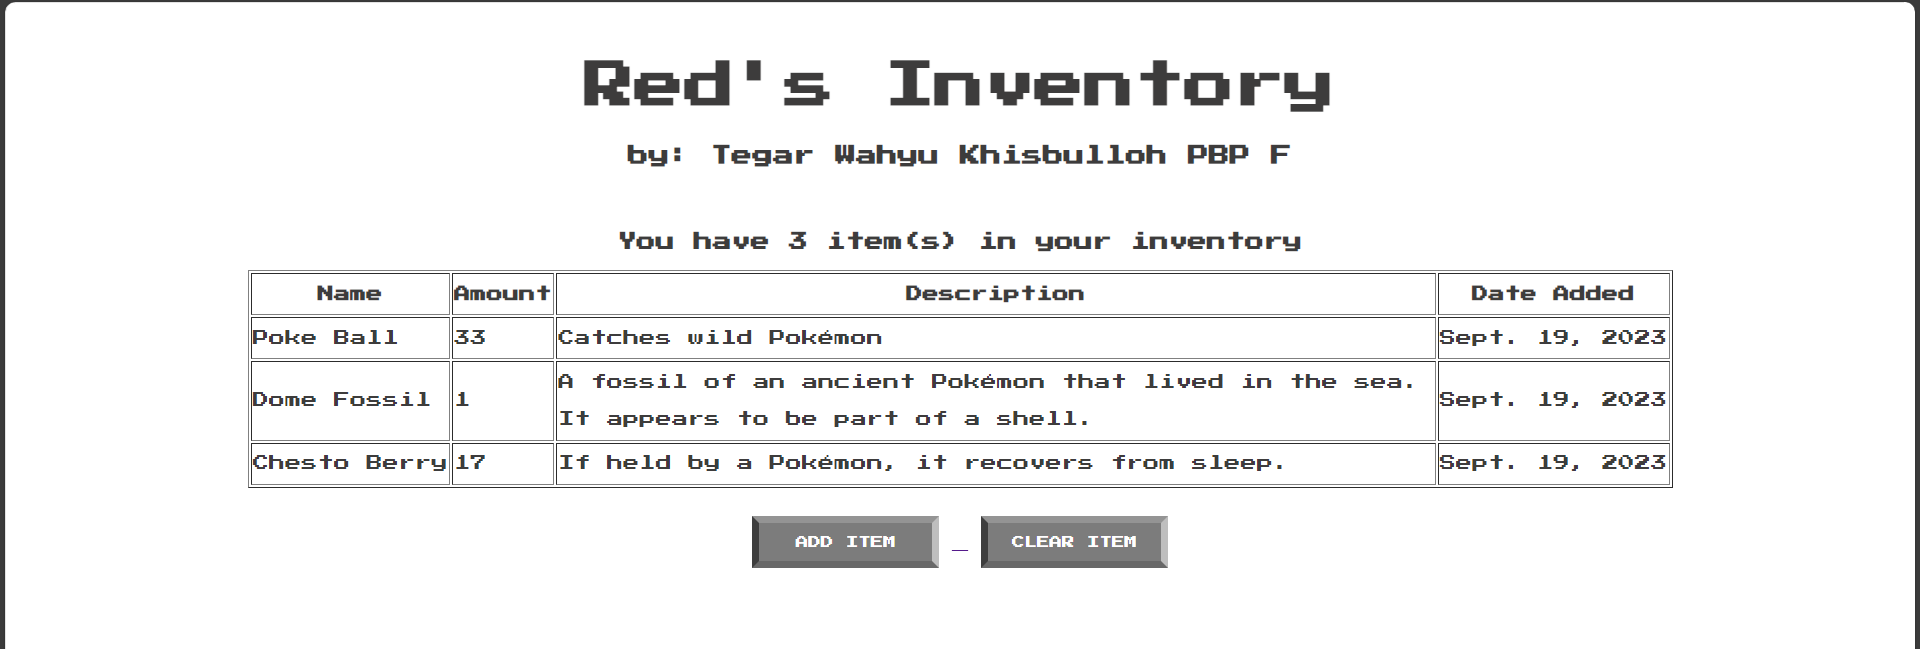 Red's Inventory
by: Tegar Wahyu Khisbulloh PBP F
You have 3 item(s) in your inventory
Name Amount Description Date Added
Poke Ball 33 Catches wild Pokémon Sept. 19, 2023
Dome Fossil 1 A fossil of an ancient Pokémon that lived in the sea. Sept. 19, 2023
It appears to be part of a shell.
Chesto Berry 17 If held by a Pokémon, it recovers from sleep. Sept. 19, 2023
ADD ITEM CLEAR ITEM